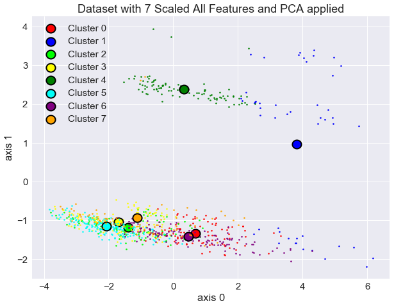 Dataset with 7 Scaled All Features and PCA applied
Cluster 0
Cluster 1
Cluster 2
Cluster 3
Cluster 4
Cluster 5
Cluster 6
Cluster 7
4
3
2
1
0
−1
−2
axis 1
−4
−2
0
2
4
6
axis 0